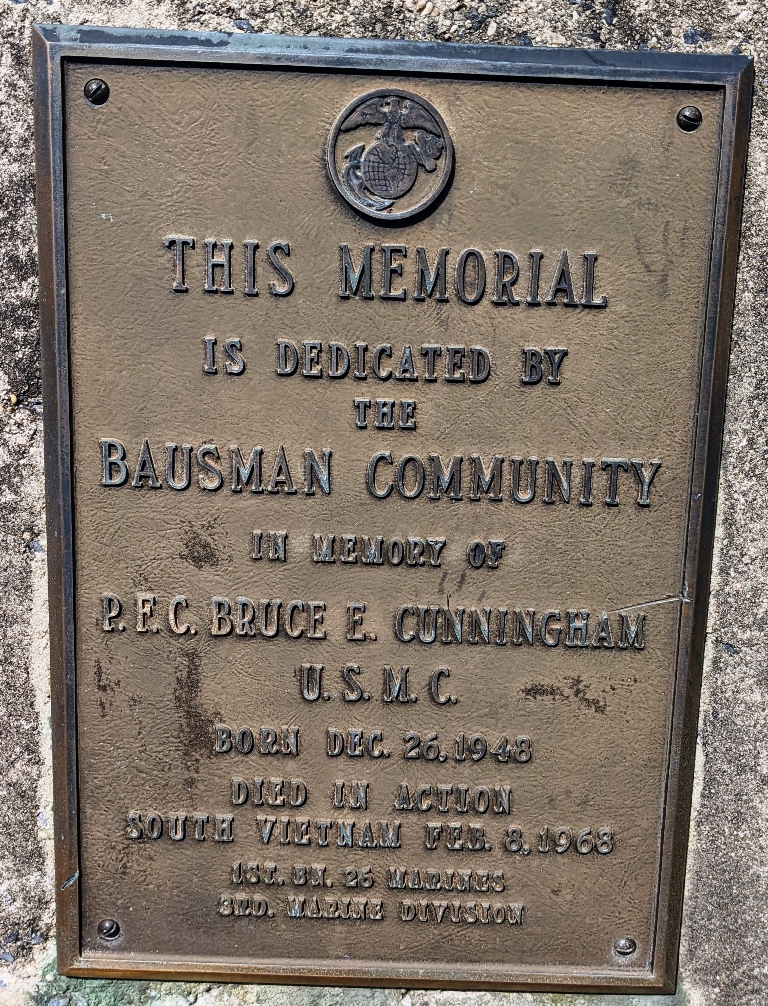 THIS MEMORIAL
IS DEDICATED BY
THE
BAUSMAN COMMUNITY
IN MEMORY OF
P.F.C. BRUCE E. CUNNINGHAM
U.S.M.C.
BORN DEC. 26, 1948
DIED IN ACTION
SOUTH VIETNAM FEB. 8, 1968
1ST. BN. 26 MARINES
3RD. MARINE DIVISION